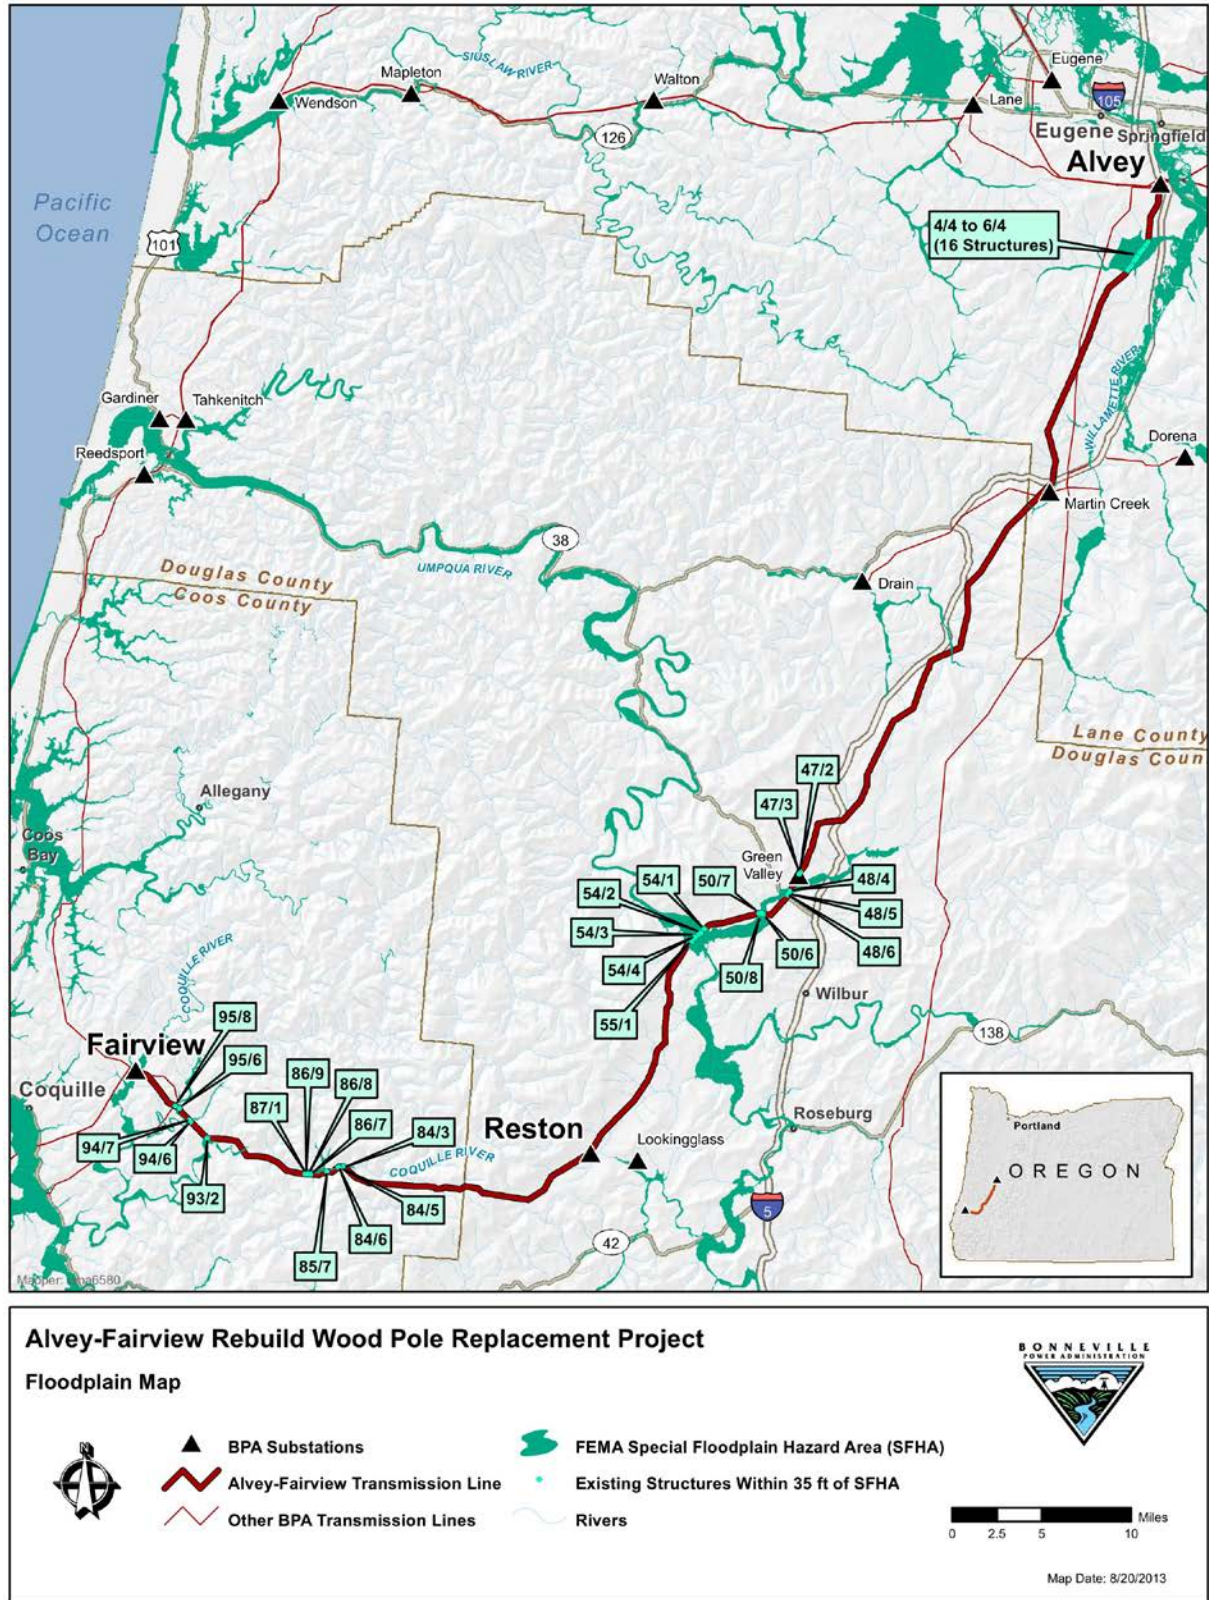 Eugene
Mapleton
SIUSLAW RIVER
Walton
Wendson
Lane
105
126
Eugene
Springfield
Alvey
Pacific
Ocean
101
4/4 to 6/4
(16 Structures)
WILLAMETTE RIVER
Gardiner
Tahkenitch
Reedsport
Dorena
Martin Creek
38
UMPQUA RIVER
Douglas County
Coos County
Drain
Lane County
Douglas Coun
47/2
47/3
Allegany
Coos
Bay
Green
Valley
54/1
50/7
48/4
54/2
48/5
54/3
50/6
48/6
54/4
50/8
55/1
Wilbur
COQUILLE RIVER
95/8
138
Fairview
95/6
86/9
86/8
Coquille
87/1
86/7
84/3
Reston
Roseburg
Lookingglass
94/7
94/6
COQUILLE RIVER
93/2
84/5
84/6
85/7
5
42
Portland
OREGON
Alvey-Fairview Rebuild Wood Pole Replacement Project
Floodplain Map
BONNEVILLE
POWER ADMINISTRATION
N
BPA Substations
FEMA Special Floodplain Hazard Area (SFHA)
Alvey-Fairview Transmission Line
Existing Structures Within 35 ft of SFHA
Other BPA Transmission Lines
Rivers
Miles
0 2.5 5 10
Map Date: 8/20/2013